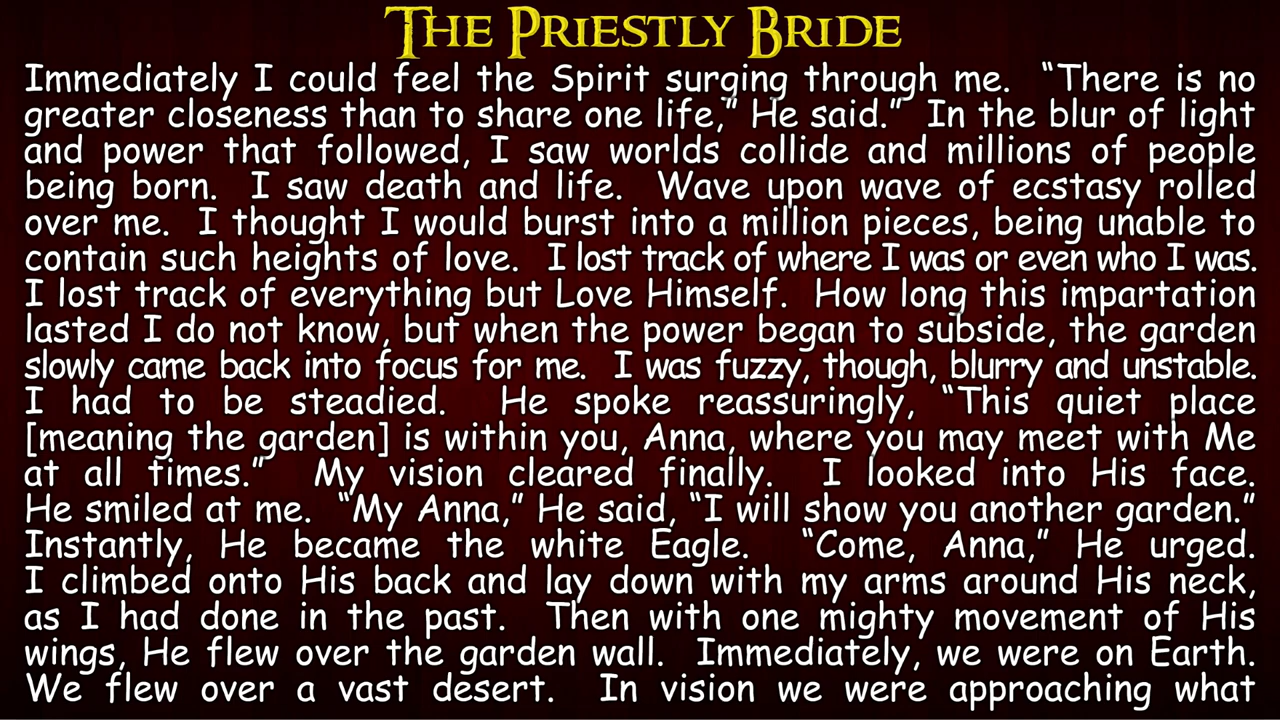 The Priestly Bride
Immediately I could feel the Spirit surging through me. “There is no
greater closeness than to share one life,” He said.” In the blur of light
and power that followed, I saw worlds collide and millions of people
being born. I saw death and life. Wave upon wave of ecstasy rolled
over me. I thought I would burst into a million pieces, being unable to
contain such heights of love. I lost track of where I was or even who I was.
I lost track of everything but Love Himself. How long this impartation
lasted I do not know, but when the power began to subside, the garden
slowly came back into focus for me. I was fuzzy, though, blurry and unstable.
I had to be steadied. He spoke reassuringly, “This quiet place
[meaning the garden] is within you, Anna, where you may meet with Me
at all times.” My vision cleared finally. I looked into His face.
He smiled at me. “My Anna,” He said, “I will show you another garden.”
Instantly, He became the white Eagle. “Come, Anna,” He urged.
I climbed onto His back and lay down with my arms around His neck,
as I had done in the past. Then with one mighty movement of His
wings, He flew over the garden wall. Immediately, we were on Earth.
We flew over a vast desert. In vision we were approaching what